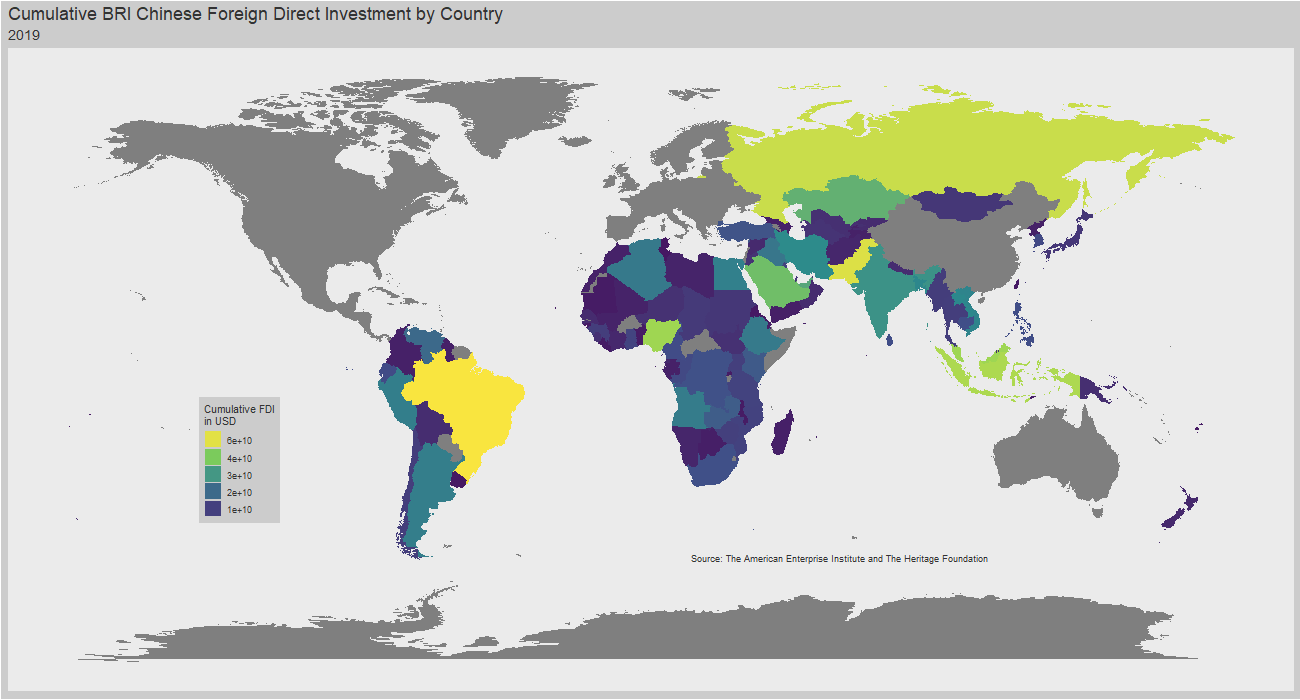 Cumulative BRI Chinese Foreign Direct Investment by Country
2019
Cumulative FDI
in USD
6e+10
4e+10
3e+10
2e+10
1e+10
Source: The American Enterprise Institute and The Heritage Foundation